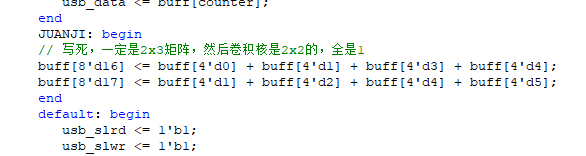 usb_data <= buff[counter];
end
JUANJI: begin
// 写死，一定是2x3矩阵，然后卷积核是2x2的，全是1
buff[8'd16] <= buff[4'd0] + buff[4'd1] + buff[4'd3] + buff[4'd4];
buff[8'd17] <= buff[4'd1] + buff[4'd2] + buff[4'd4] + buff[4'd5];
end
default: begin
usb_slrd <= 1'b1;
usb_slwr <= 1'b1;